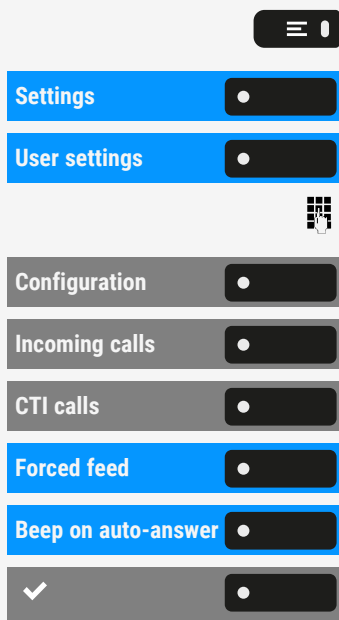 Settings
User settings
Configuration
Incoming calls
CTI calls
Forced feed
Beep on auto-answer